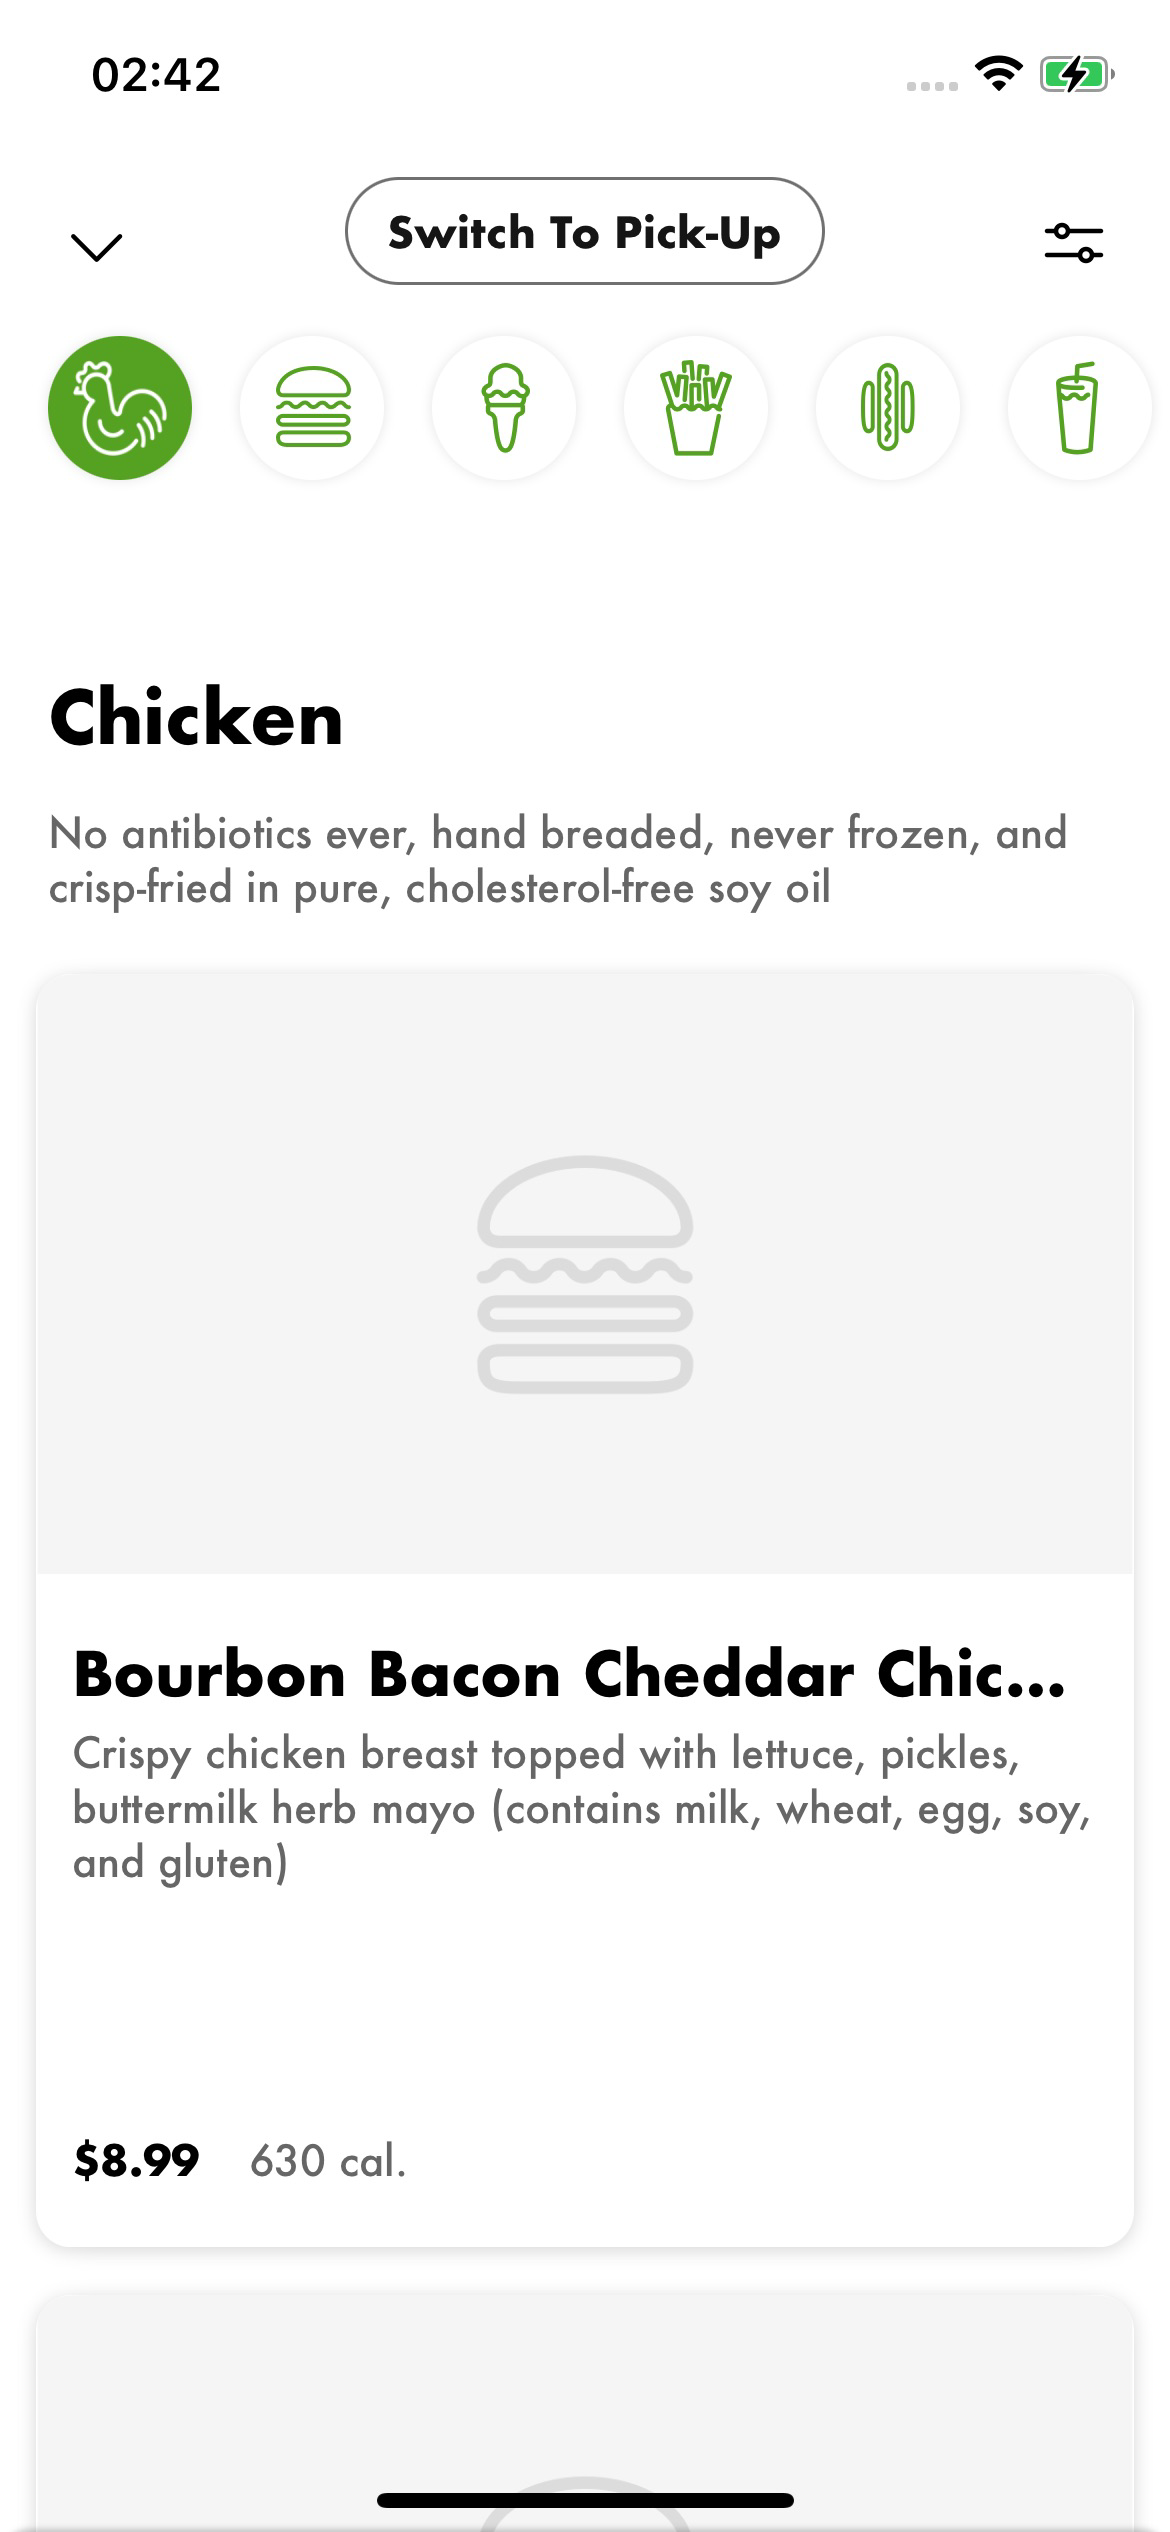 02:42
Switch To Pick-Up
Chicken
No antibiotics ever, hand breaded, never frozen, and
crisp-fried in pure, cholesterol-free soy oil
Bourbon Bacon Cheddar Chic...
Crispy chicken breast topped with lettuce, pickles,
buttermilk herb mayo (contains milk, wheat, egg, soy,
and gluten)
$8.99 630 cal.